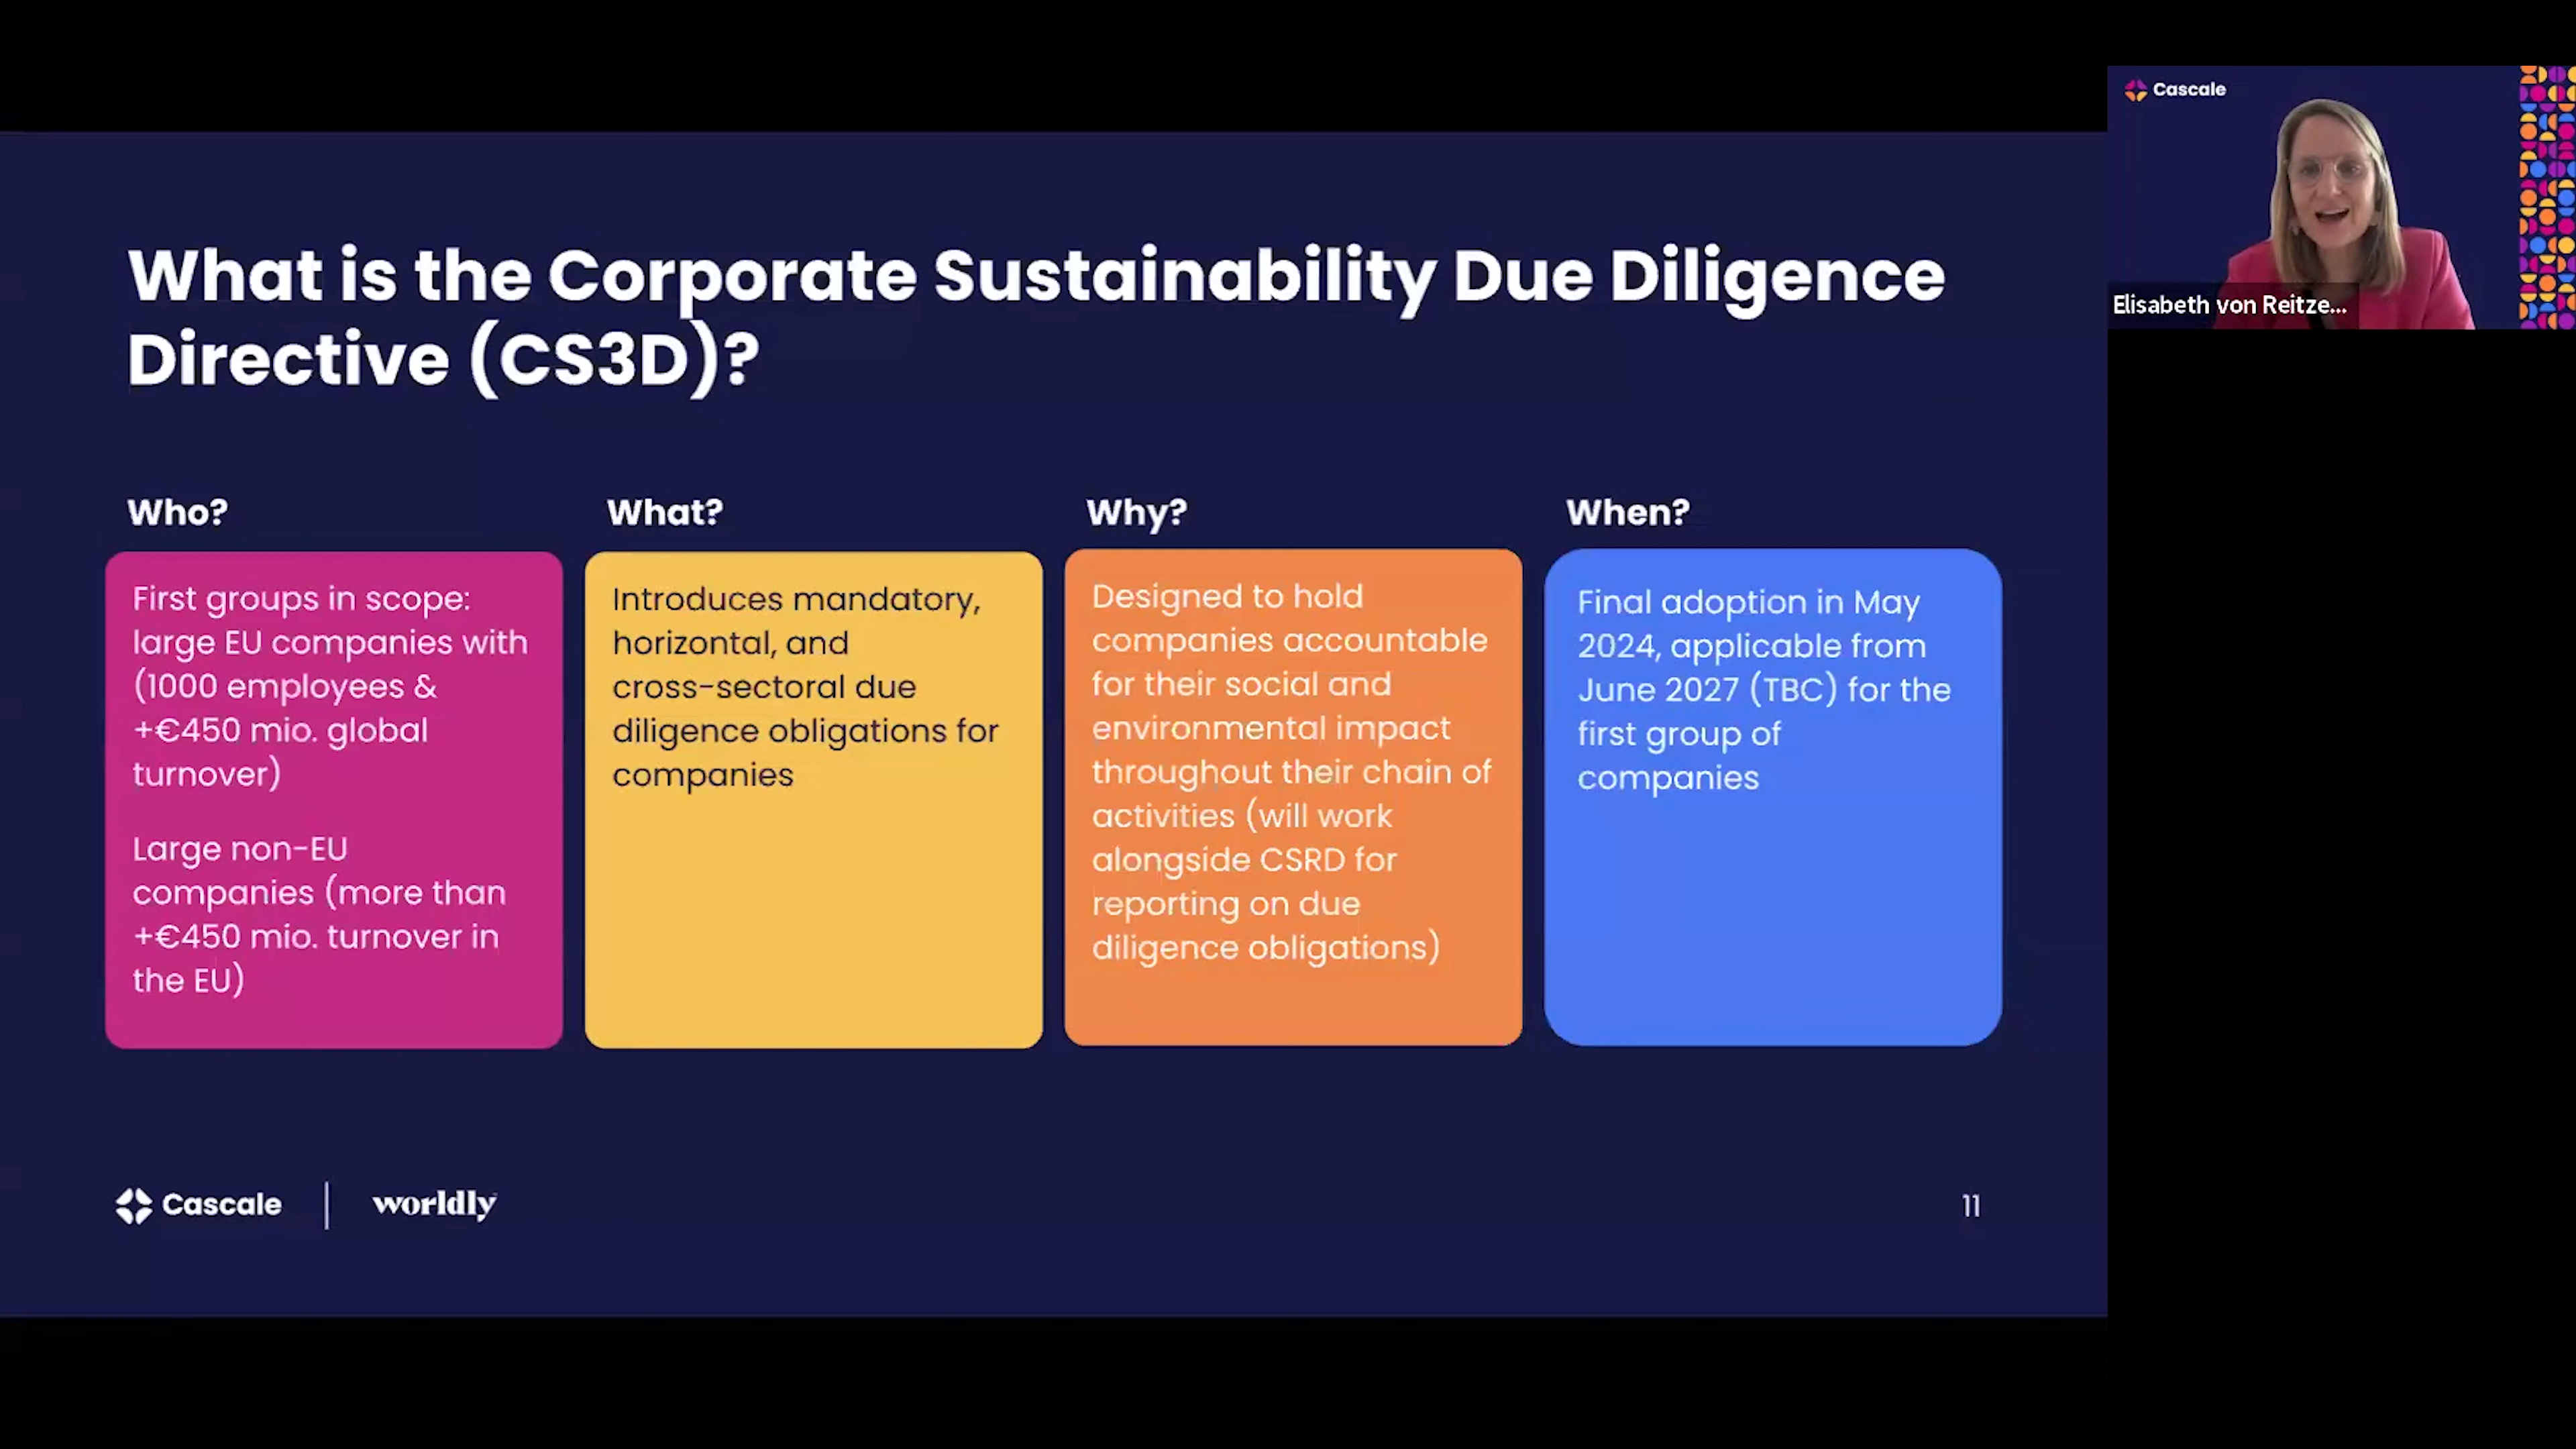 What is the Corporate Sustainability Due Diligence
Directive (CS3D)?
Who?
First groups in scope:
large EU companies with
(1000 employees &
+€450 mio. global
turnover)
Large non-EU
companies (more than
+€450 mio. turnover in
the EU)
What?
Introduces mandatory,
horizontal, and
cross-sectoral due
diligence obligations for
companies
Why?
Designed to hold
companies accountable
for their social and
environmental impact
throughout their chain of
activities (will work
alongside CSRD for
reporting on due
diligence obligations)
When?
Final adoption in May
2024, applicable from
June 2027 (TBC) for the
first group of
companies
Cascale
worldly
11
Cascale
Elisabeth von Reitze...